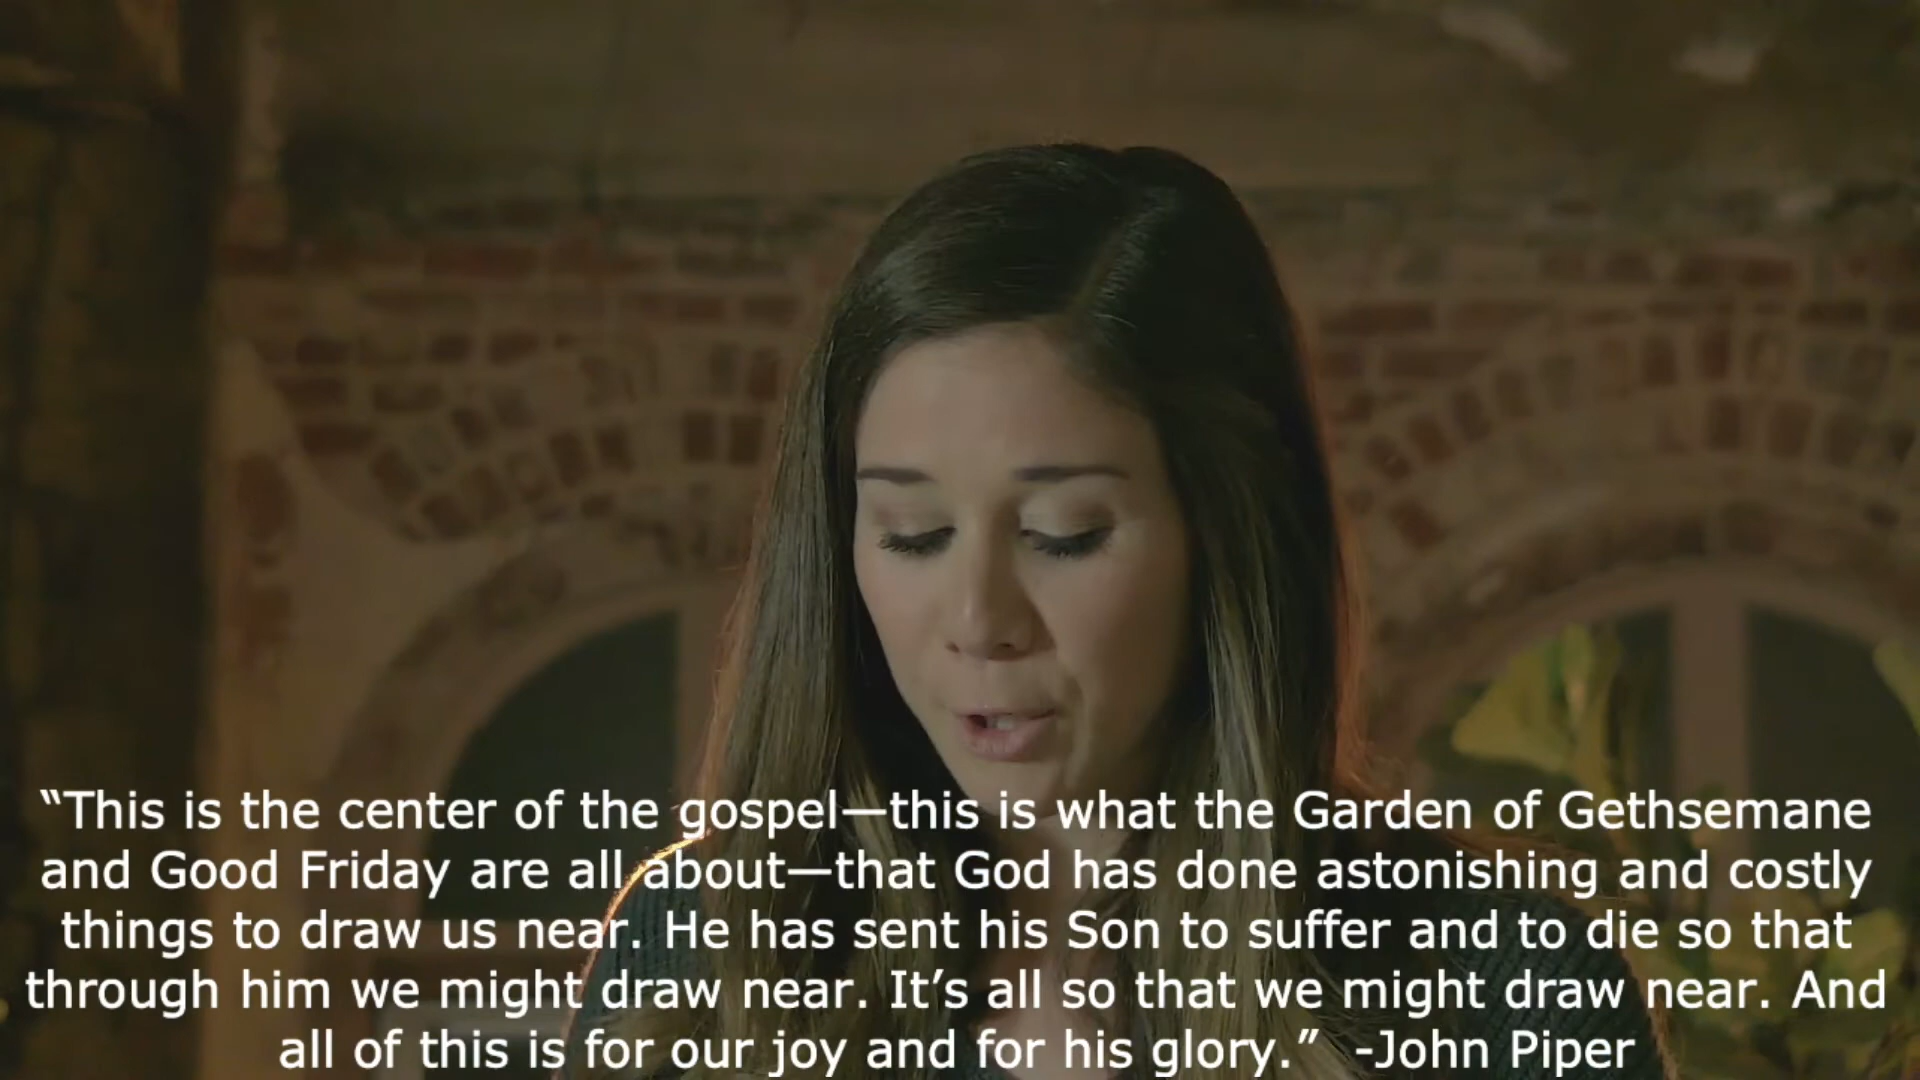 “This is the center of the gospel—this is what the Garden of Gethsemane
and Good Friday are all about—that God has done astonishing and costly
things to draw us near. He has sent his Son to suffer and to die so that
through him we might draw near. It’s all so that we might draw near. And
all of this is for our joy and for his glory.”  -John Piper